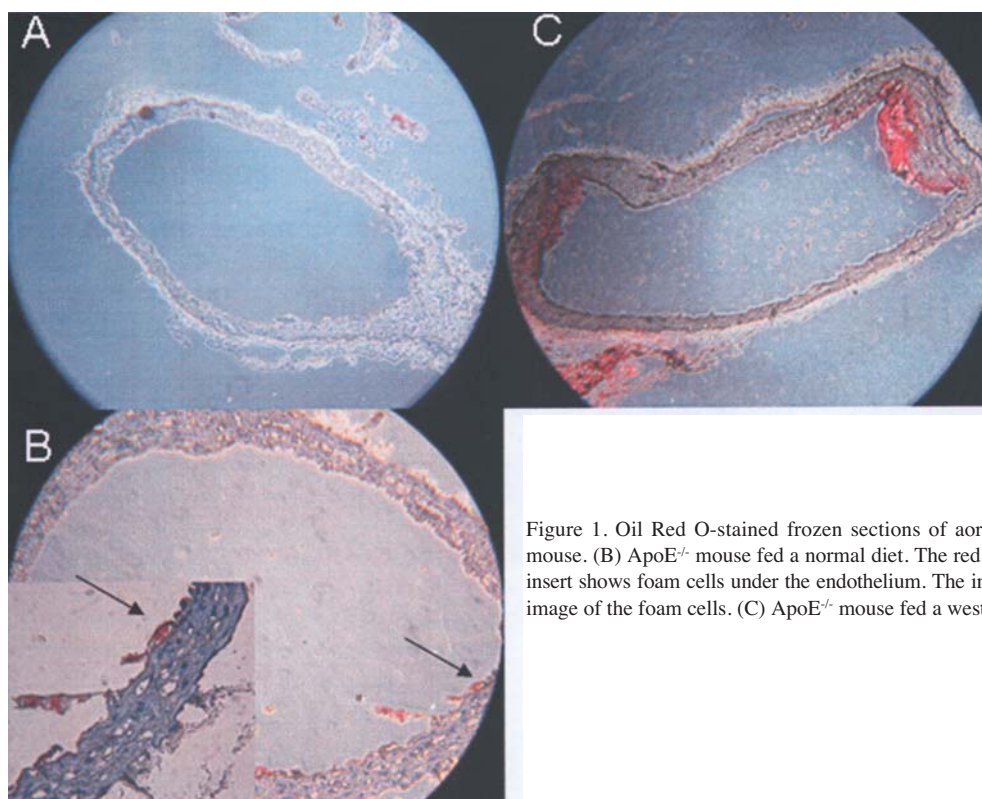 A
C
B
Figure 1. Oil Red O-stained frozen sections of aor
mouse. (B) ApoE-/- mouse fed a normal diet. The red
insert shows foam cells under the endothelium. The in
image of the foam cells. (C) ApoE-/- mouse fed a west